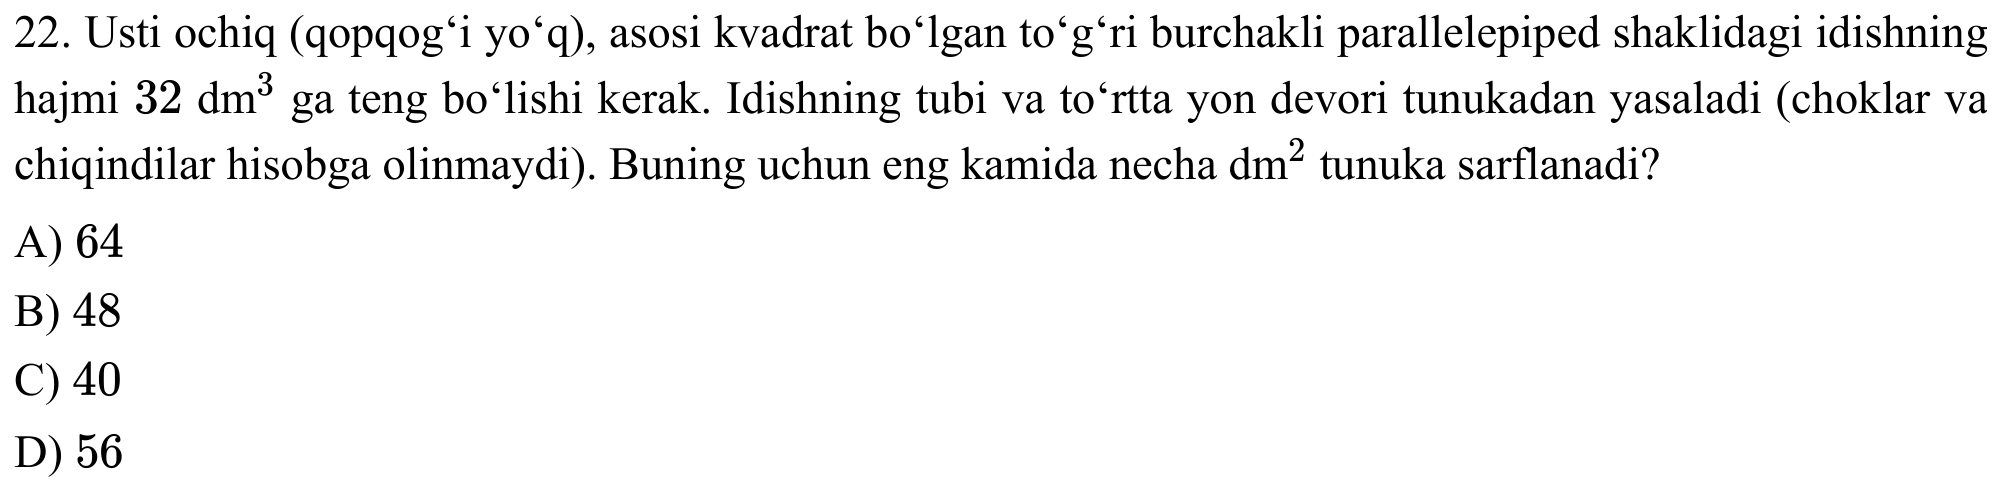 22. Usti ochiq (qopqog‘i yo‘q), asosi kvadrat bo‘lgan to‘g‘ri burchakli parallelepiped shaklidagi idishning
hajmi 32 dm³ ga teng bo‘lishi kerak. Idishning tubi va to‘rtta yon devori tunukadan yasaladi (choklar va
chiqindilar hisobga olinmaydi). Buning uchun eng kamida necha dm² tunuka sarflanadi?
A) 64
B) 48
C) 40
D) 56